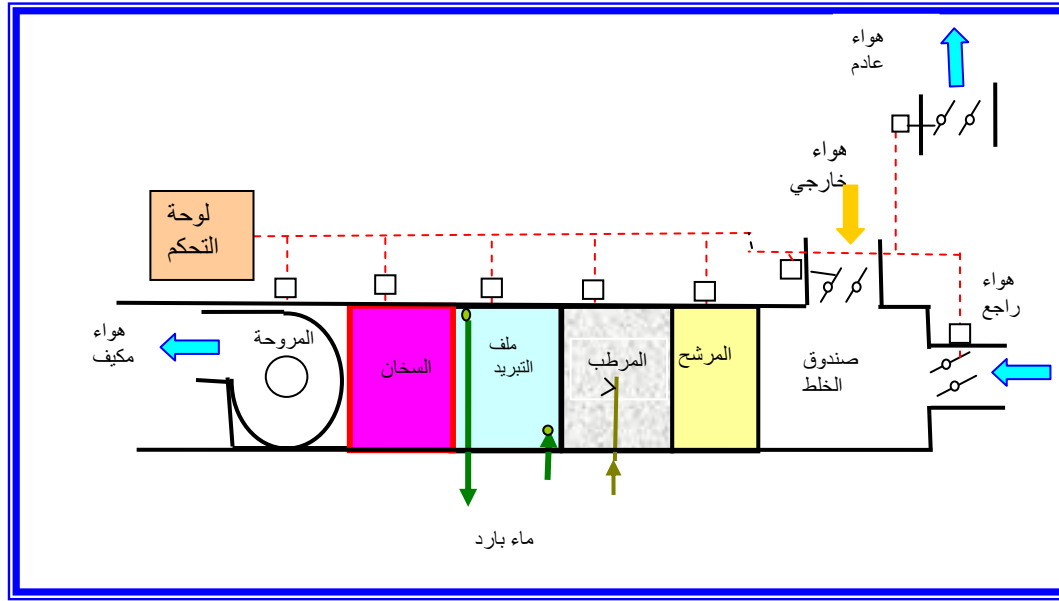 هواء
عادم
هواء
خارجي
لوحة
التحكم
هواء
راجع
هواء
مكيف
المروحة
السخان
ملف
التبريد
المرطب
المرشح
صندوق
الخلط
ماء بارد